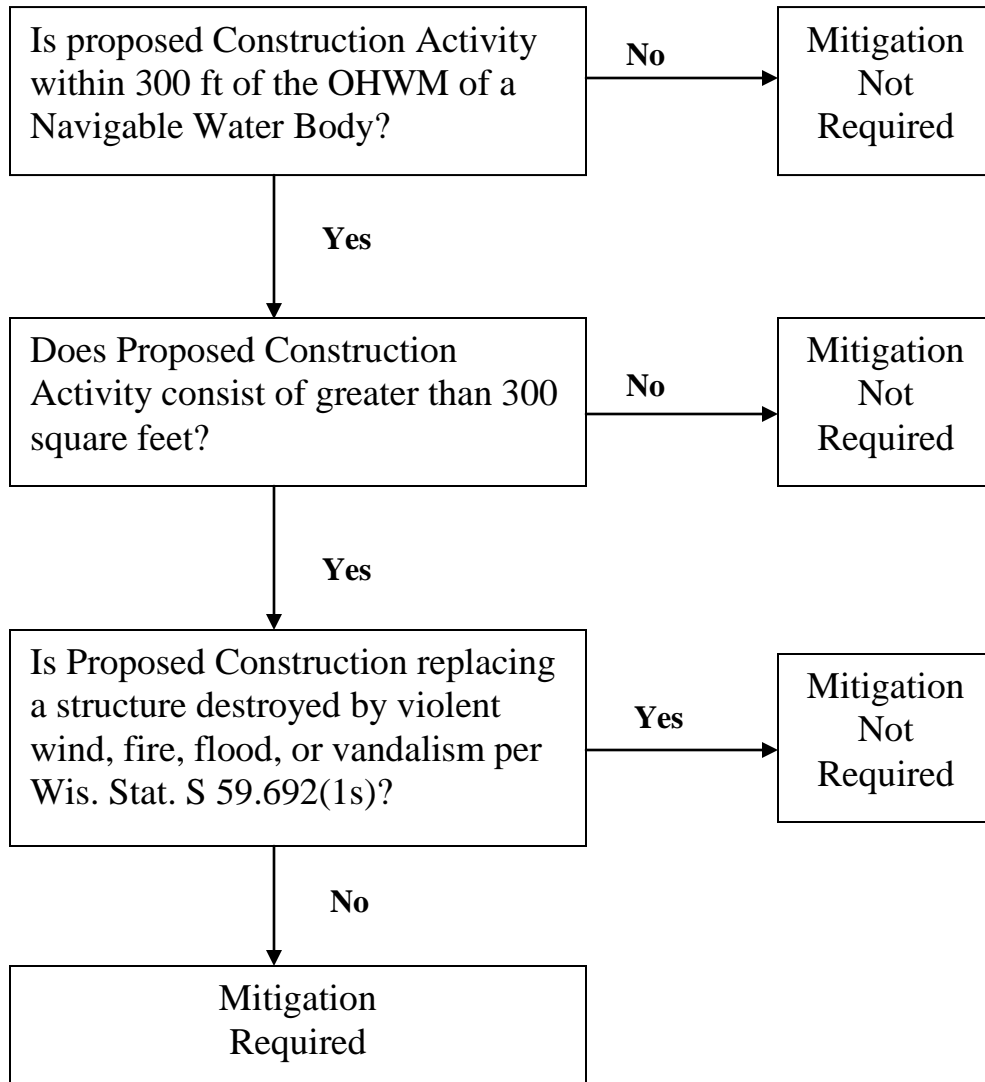 Is proposed Construction Activity
within 300 ft of the OHWM of a
Navigable Water Body?
No
Mitigation
Not
Required
Yes
Does Proposed Construction
Activity consist of greater than 300
square feet?
No
Mitigation
Not
Required
Yes
Is Proposed Construction replacing
a structure destroyed by violent
wind, fire, flood, or vandalism per
Wis. Stat. S 59.692(1s)?
Yes
Mitigation
Not
Required
No
Mitigation
Required